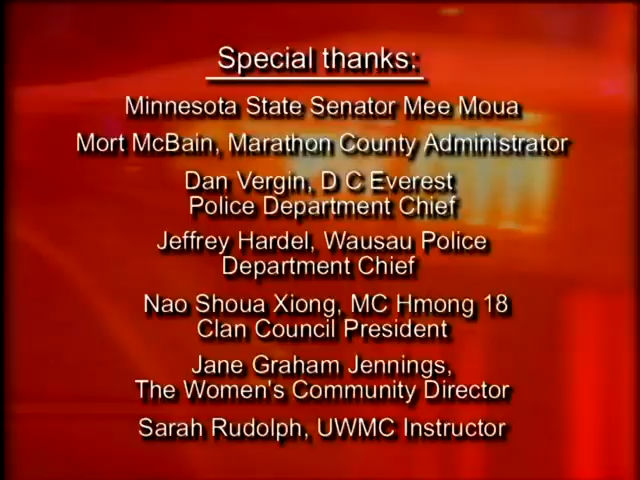 Special thanks:
Minnesota State Senator Mee Moua
Mort McBain, Marathon County Administrator
Dan Vergin, D C Everest
Police Department Chief
Jeffrey Hardel, Wausau Police
Department Chief
Nao Shoua Xiong, MC Hmong 18
Clan Council President
Jane Graham Jennings,
The Women's Community Director
Sarah Rudolph, UWMC Instructor